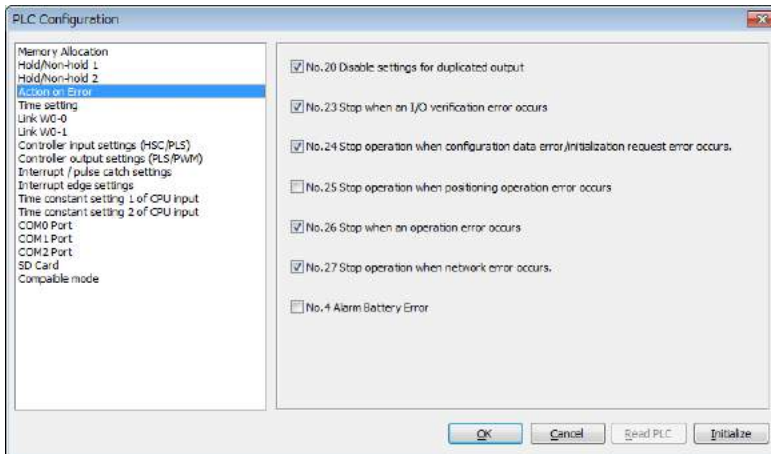 PLC Configuration
Memory Allocation
Hold/Non-hold 1
Hold/Non-hold 2
Action on Error
Time setting
Link W0-0
Link W0-1
Controller input settings (HSC/PLS)
Controller output settings (PLS/PWM)
Interrupt / pulse catch settings
Interrupt edge settings
Time constant setting 1 of CPU input
Time constant setting 2 of CPU input
COM0 Port
COM1 Port
COM2 Port
SD Card
Compaible mode
No.20 Disable settings for duplicated output
No.23 Stop when an I/O verification error occurs
No.24 Stop operation when configuration data error/initialization request error occurs.
No.25 Stop operation when positioning operation error occurs
No.26 Stop when an operation error occurs
No.27 Stop operation when network error occurs.
No.4 Alarm Battery Error
OK
Cancel
Read PLC
Initialize